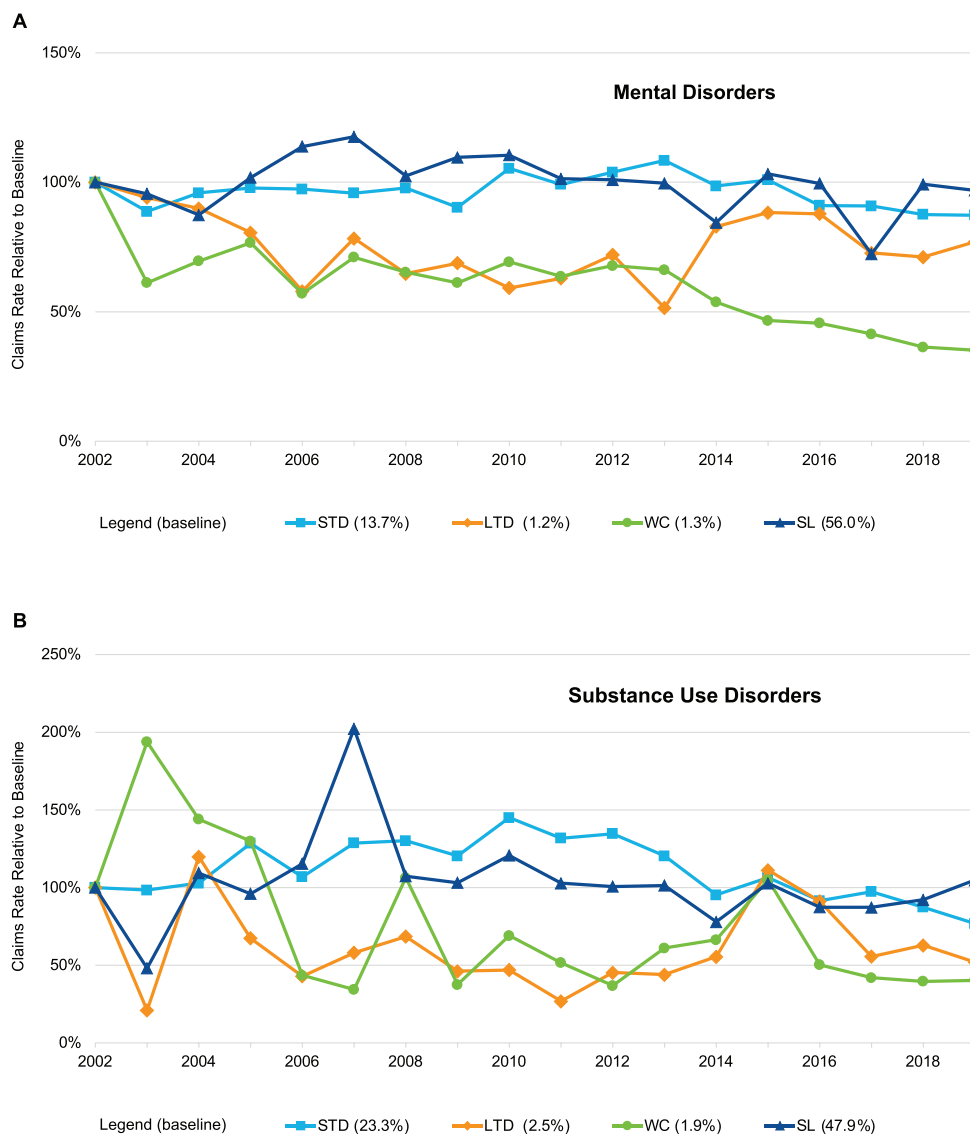 A
150%
Mental Disorders
100%
50%
0%
Claims Rate Relative to Baseline
2002 2004 2006 2008 2010 2012 2014 2016 2018
Legend (baseline) STD (13.7%) LTD (1.2%) WC (1.3%) SL (56.0%)
B
250%
Substance Use Disorders
200%
150%
100%
50%
0%
Claims Rate Relative to Baseline
2002 2004 2006 2008 2010 2012 2014 2016 2018
Legend (baseline) STD (23.3%) LTD (2.5%) WC (1.9%) SL (47.9%)